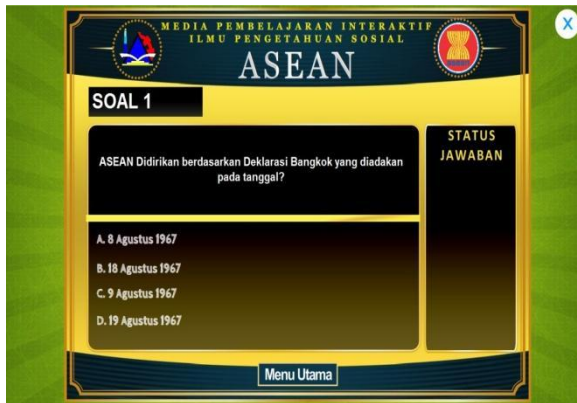 X
MEDIA PEMBELAJARAN INTERAKTIF
ILMU PENGETAHUAN SOSIAL
ASEAN
SOAL 1
ASEAN Didirikan berdasarkan Deklarasi Bangkok yang diadakan
pada tanggal?
STATUS
JAWABAN
A. 8 Agustus 1967
B. 18 Agustus 1967
C. 9 Agustus 1967
D. 19 Agustus 1967
Menu Utama